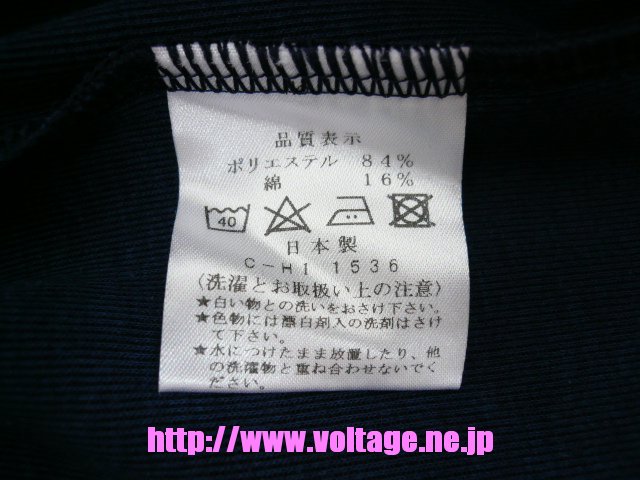 品質表示
ポリエステル 84%
綿 16%
40
日本製
C-H1 1536
(洗濯とお取扱い上の注意)
★白い物との洗いをおさけ下さい。
★色物には漂白剤入の洗剤はさけ
て下さい。
★水につけたまま放置したり、他
の洗濯物と重ね合わせないでく
ださい。
http://www.voltage.ne.jp